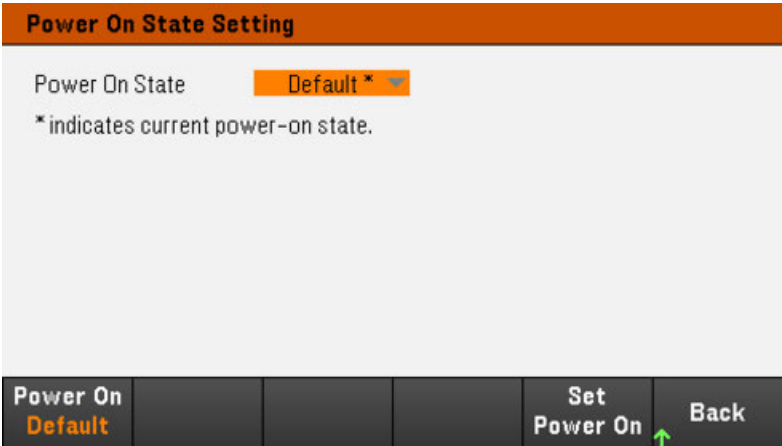 Power On State Setting
Power On State Default *
* indicates current power-on state.
Power On
Default
Set
Power On
Back